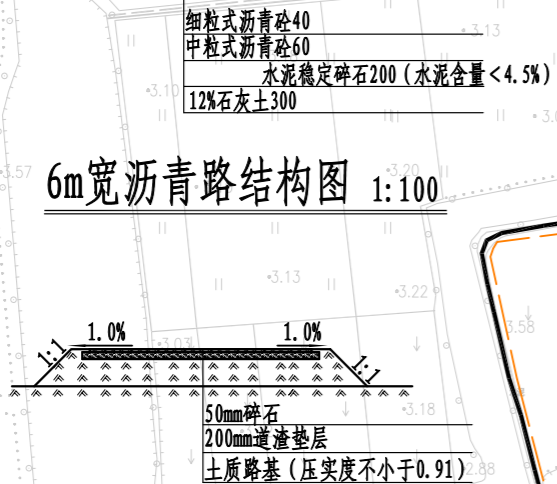 细粒式沥青砼40
中粒式沥青砼60
水泥稳定碎石200(水泥含量<4.5%)
12%石灰土300
3.13
3.10
3.57
6m宽沥青路结构图 1:100
3.20
3.13
3.22
3.58
1:1 1.0% 3.03 1.0% 1:1
50mm碎石
3.18
200mm道渣垫层
土质路基(压实度不小于0.91)
2.88